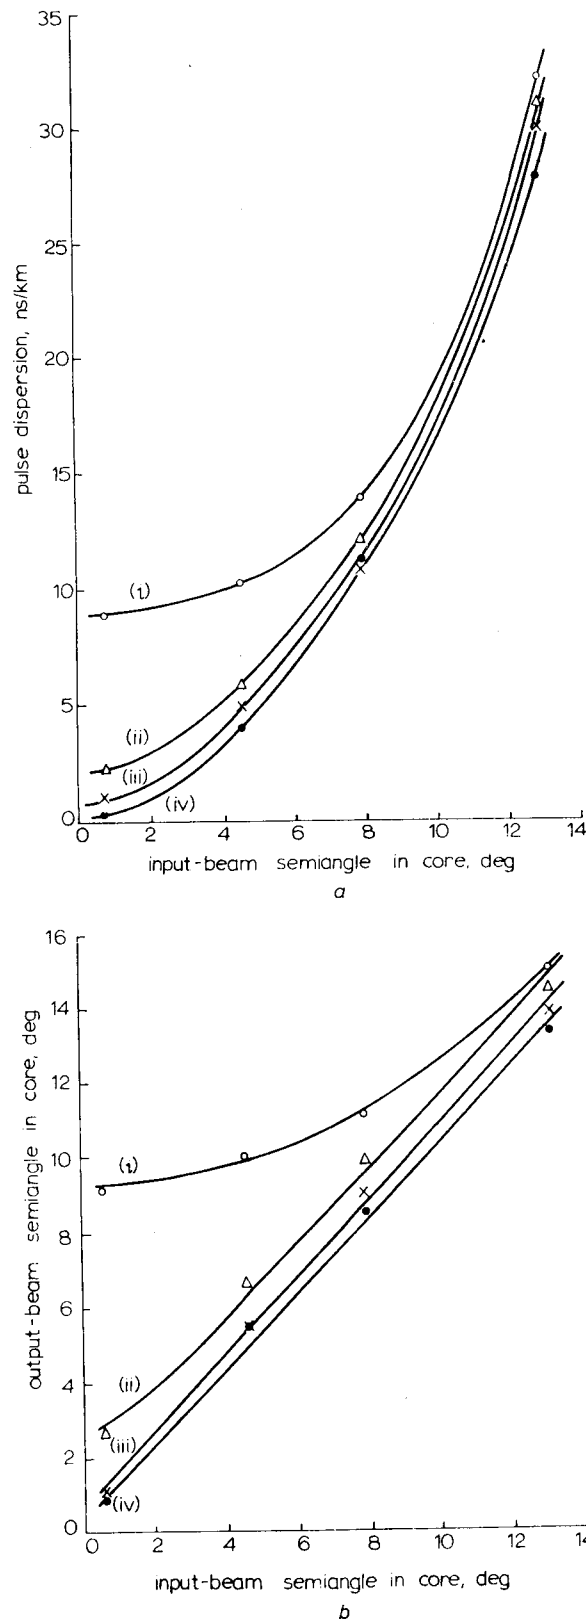 35
30
25
20
15
10
5
0
pulse dispersion, ns/km
(i)
(ii)
(iii)
(iv)
0 2 4 6 8 10 12 14
input-beam semiangle in core, deg
a
16
14
12
10
8
6
4
2
0
output-beam semiangle in core, deg
(i)
(ii)
(iii)
(iv)
0 2 4 6 8 10 12 14
input-beam semiangle in core, deg
b